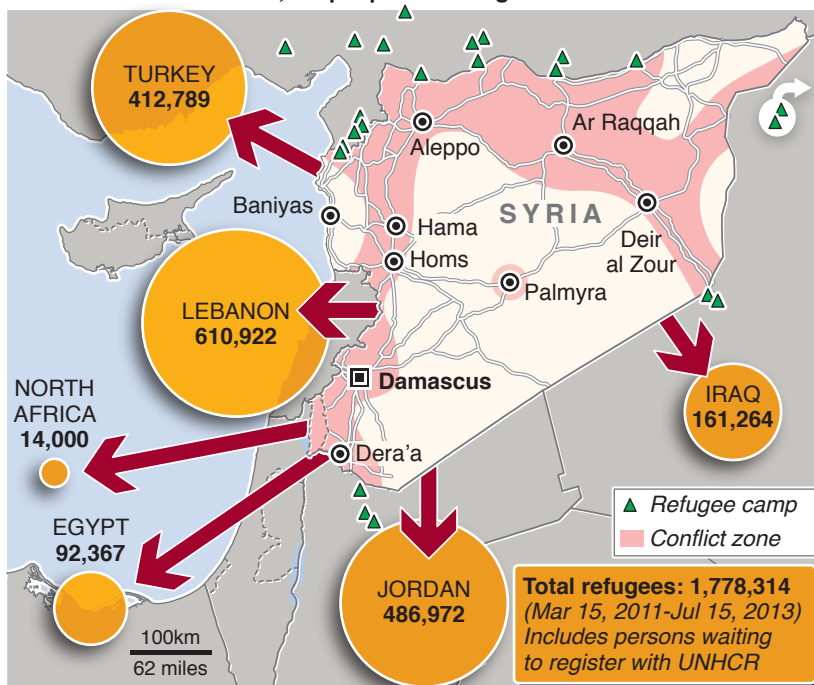 TURKEY
412,789
Aleppo
Ar Raqqah
Baniyas
SYRIA
Hama
Deir
al Zour
Homs
Palmyra
LEBANON
610,922
Damascus
NORTH
AFRICA
14,000
IRAQ
161,264
Dera'a
EGYPT
92,367
Refugee camp
Conflict zone
JORDAN
486,972
Total refugees: 1,778,314
(Mar 15, 2011-Jul 15, 2013)
Includes persons waiting
to register with UNHCR
100km
62 miles